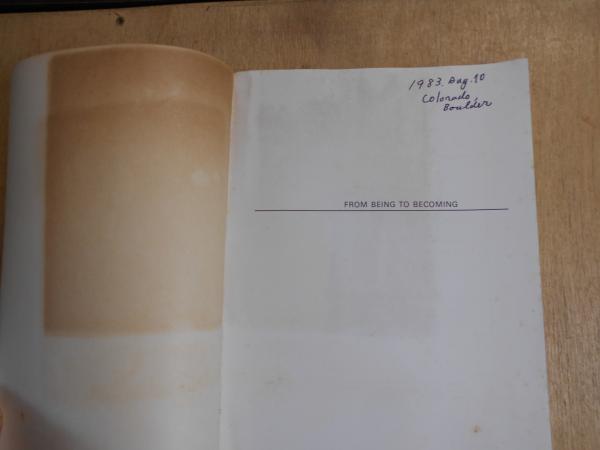 1983. Aug. 10
Colorado,
Boulder
FROM BEING TO BECOMING